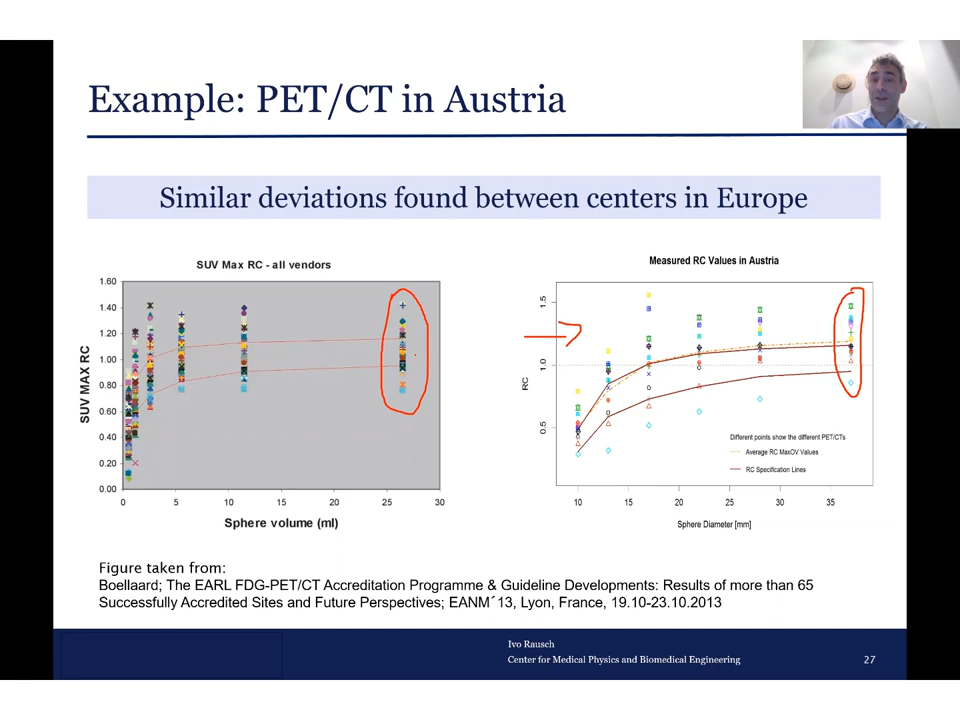 Example: PET/CT in Austria
Similar deviations found between centers in Europe
SUV Max RC - all vendors
1.60
1.40
1.20
1.00
0.80
0.60
0.40
0.20
0.00
SUV MAX RC
0 5 10 15 20 25 30
Sphere volume (ml)
Measured RC Values in Austria
1.5
1.0
0.5
RC
Different points show the different PET/CTs
Average RC MaxOV Values
RC Specification Lines
10 15 20 25 30 35
Sphere Diameter [mm]
Figure taken from:
Boellaard; The EARL FDG-PET/CT Accreditation Programme & Guideline Developments: Results of more than 65
Successfully Accredited Sites and Future Perspectives; EANM´13, Lyon, France, 19.10-23.10.2013
Ivo Rausch
Center for Medical Physics and Biomedical Engineering
27